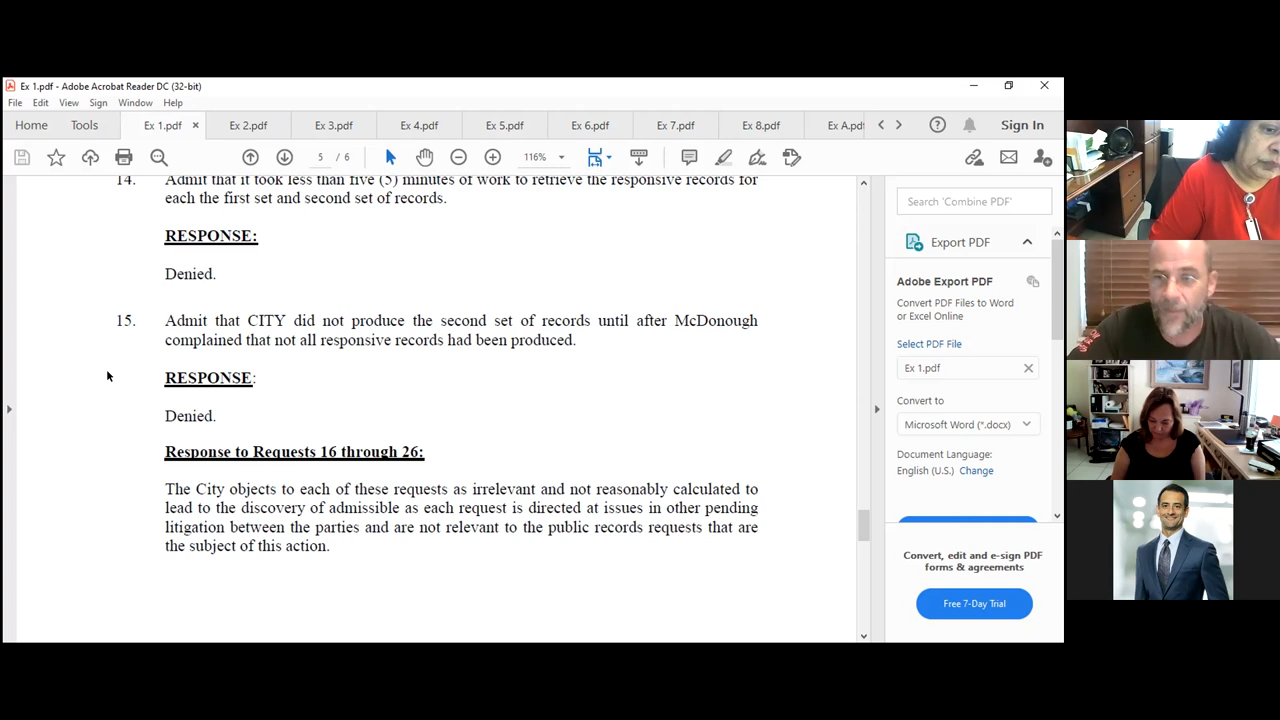 Ex 1.pdf - Adobe Acrobat Reader DC (32-bit)
File Edit View Sign Window Help
Home Tools Ex 1.pdf × Ex 2.pdf Ex 3.pdf Ex 4.pdf Ex 5.pdf Ex 6.pdf Ex 7.pdf Ex 8.pdf Ex A.pdf Sign In
5 / 6 116%
14. Admit that it took less than five (5) minutes of work to retrieve the responsive records for
each the first set and second set of records.
RESPONSE:
Denied.
15. Admit that CITY did not produce the second set of records until after McDonough
complained that not all responsive records had been produced.
RESPONSE:
Denied.
Response to Requests 16 through 26:
The City objects to each of these requests as irrelevant and not reasonably calculated to
lead to the discovery of admissible as each request is directed at issues in other pending
litigation between the parties and are not relevant to the public records requests that are
the subject of this action.
Search 'Combine PDF'
Export PDF
Adobe Export PDF
Convert PDF Files to Word
or Excel Online
Select PDF File
Ex 1.pdf ×
Convert to
Microsoft Word (*.docx)
Document Language:
English (U.S.) Change
Convert, edit and e-sign PDF
forms & agreements
Free 7-Day Trial